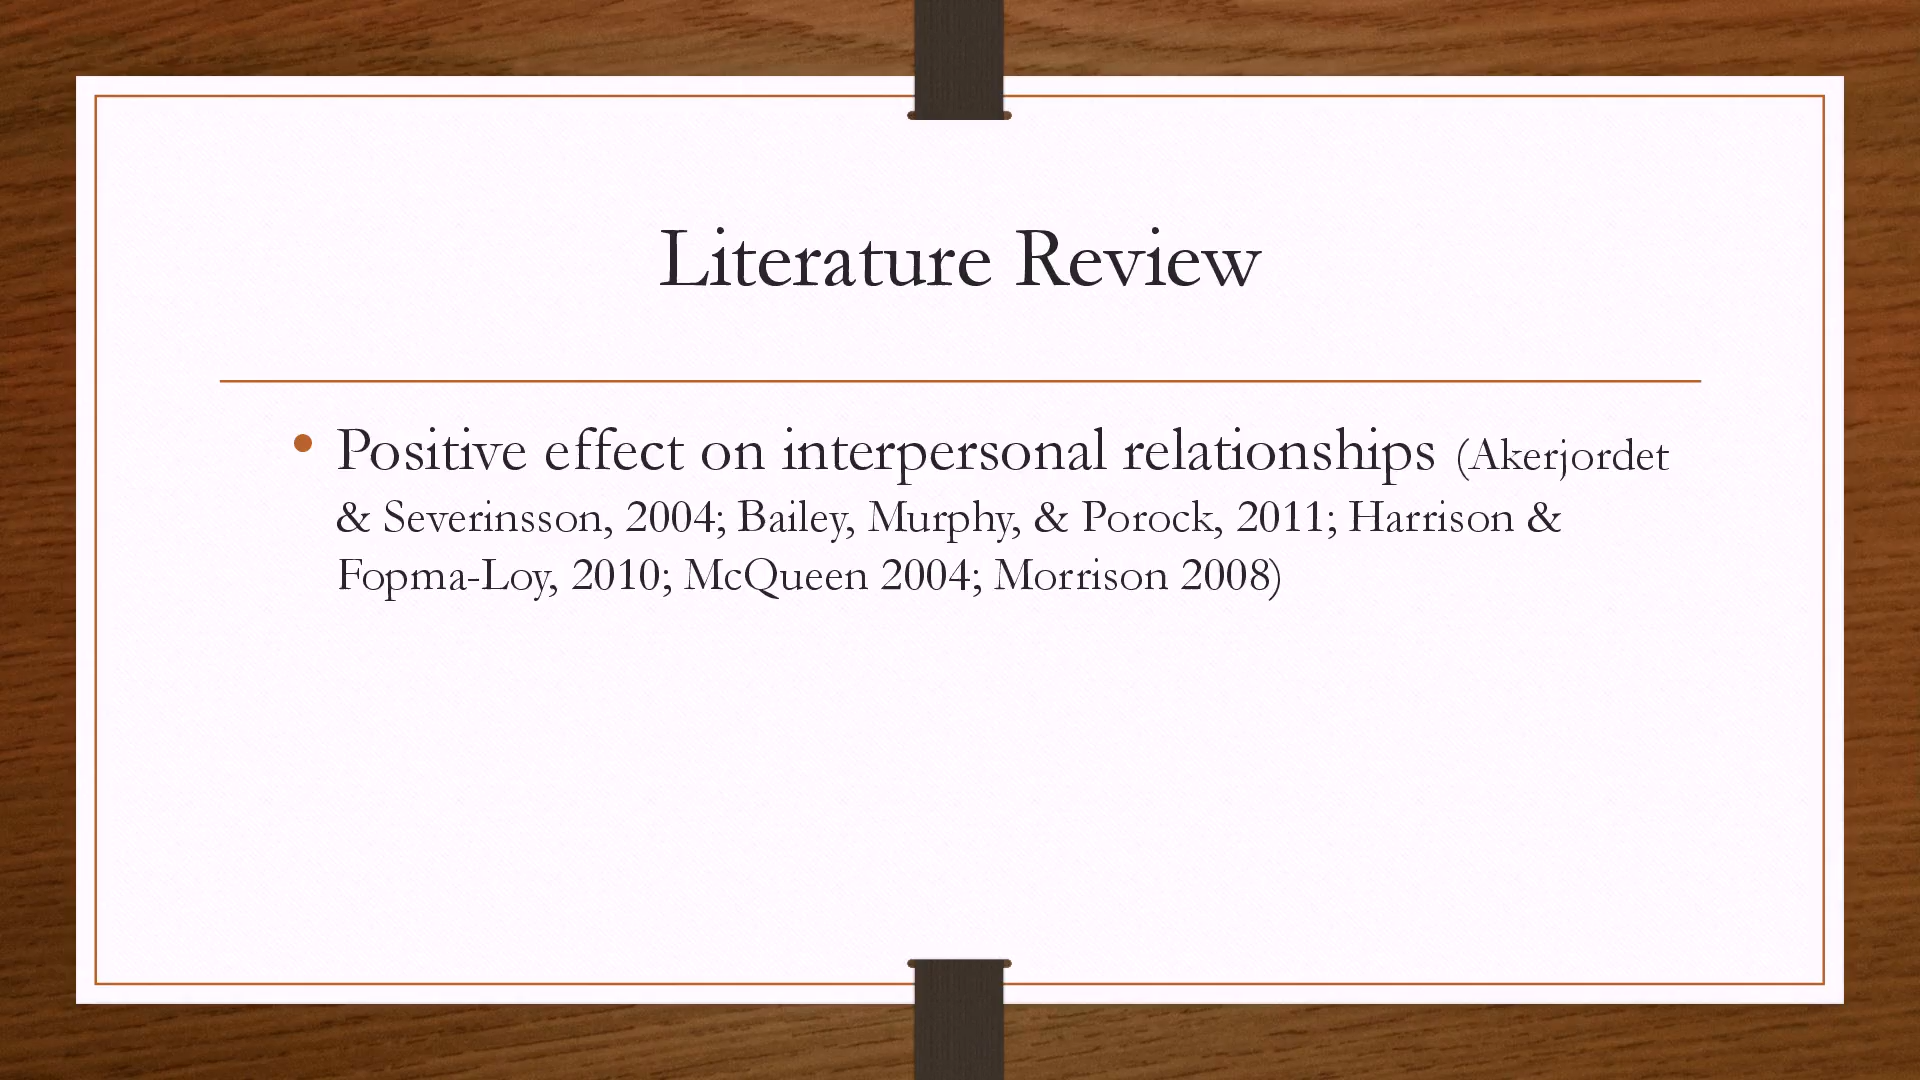 Literature Review
• Positive effect on interpersonal relationships (Akerjordet
& Severinsson, 2004; Bailey, Murphy, & Porock, 2011; Harrison &
Fopma-Loy, 2010; McQueen 2004; Morrison 2008)